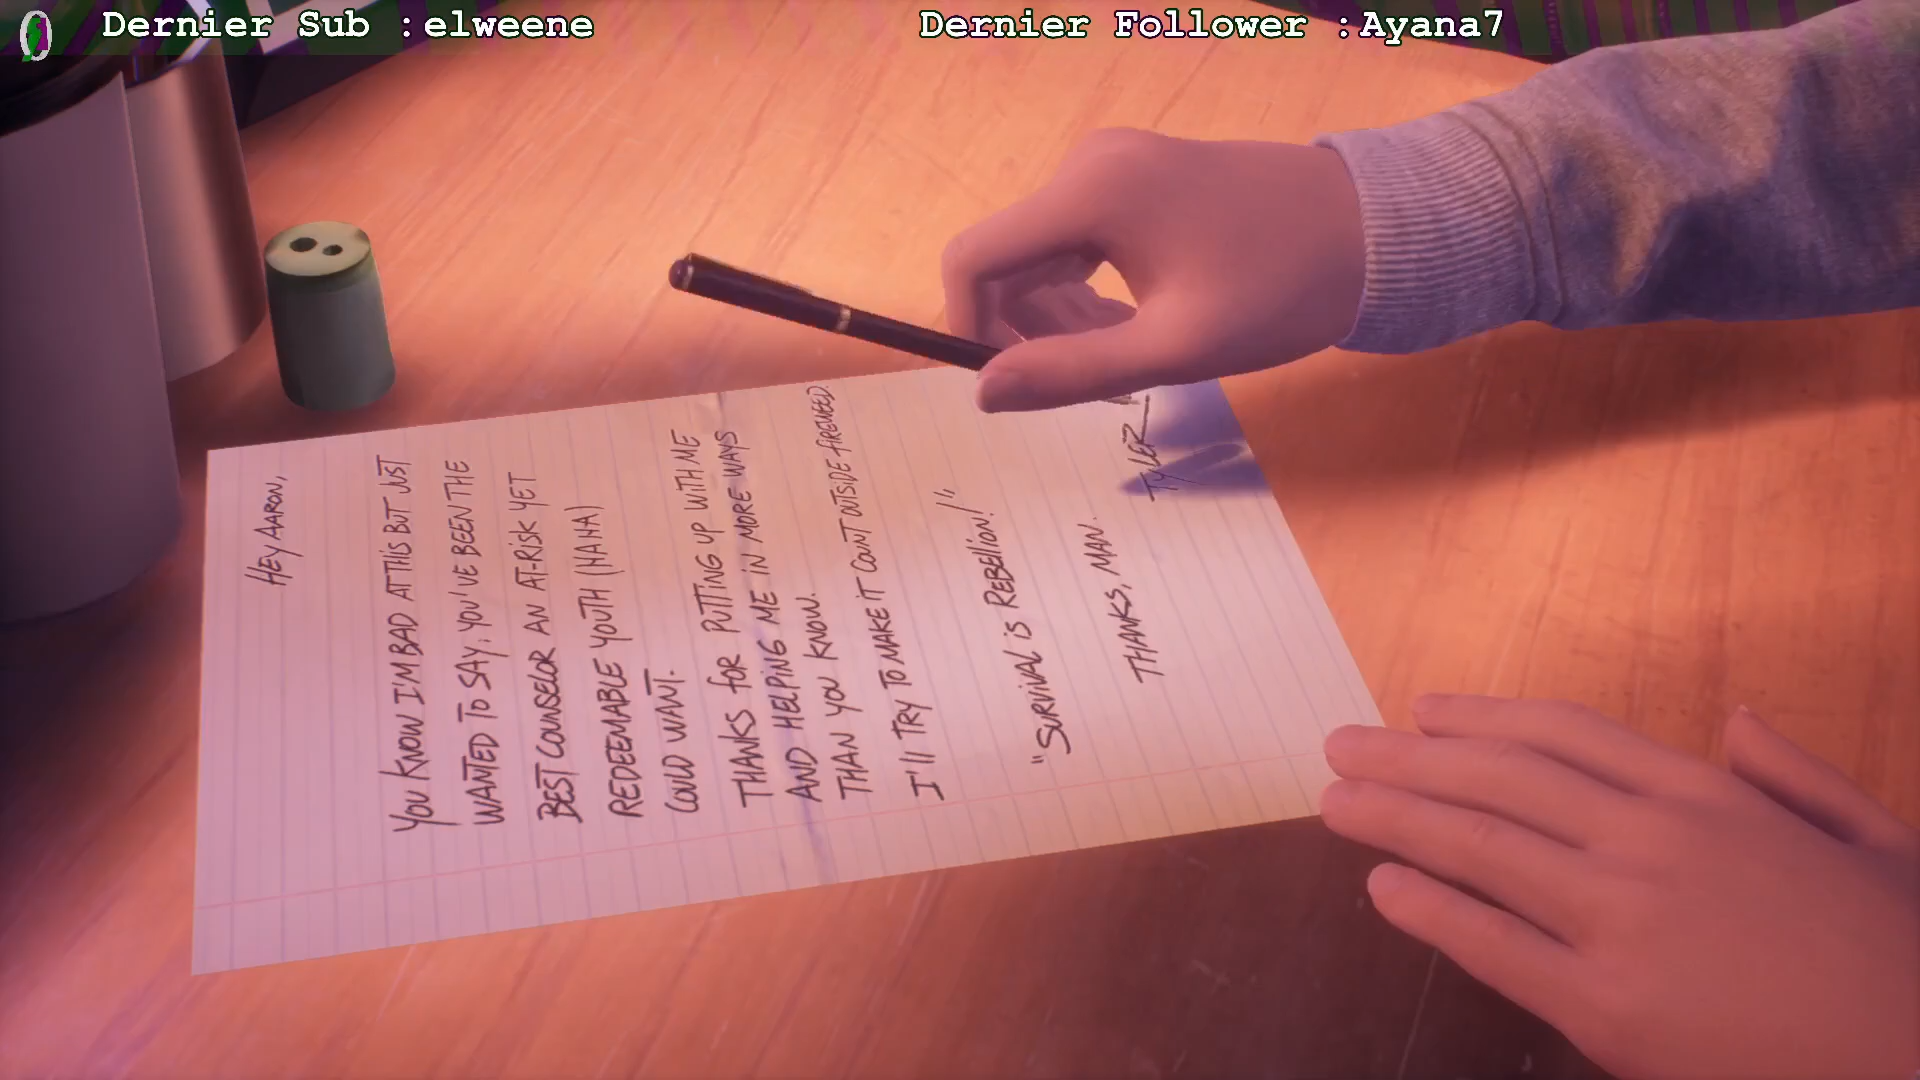 Dernier Sub : elweene
Dernier Follower : Ayana7
HEY AARON,
YOU KNOW I'M BAD AT THIS BUT JUST
WANTED TO SAY: YOU'VE BEEN THE
BEST COUNSELOR AN AT-RISK YET
REDEEMABLE YOUTH (HAHA)
COULD WANT.
THANKS FOR PUTTING UP WITH ME
AND HELPING ME IN MORE WAYS
THAN YOU KNOW.
I'll TRY TO MAKE IT COUNT OUTSIDE FIREWEED.
"SURVIVAL is REBELLION!"
THANKS, MAN.
TYLER